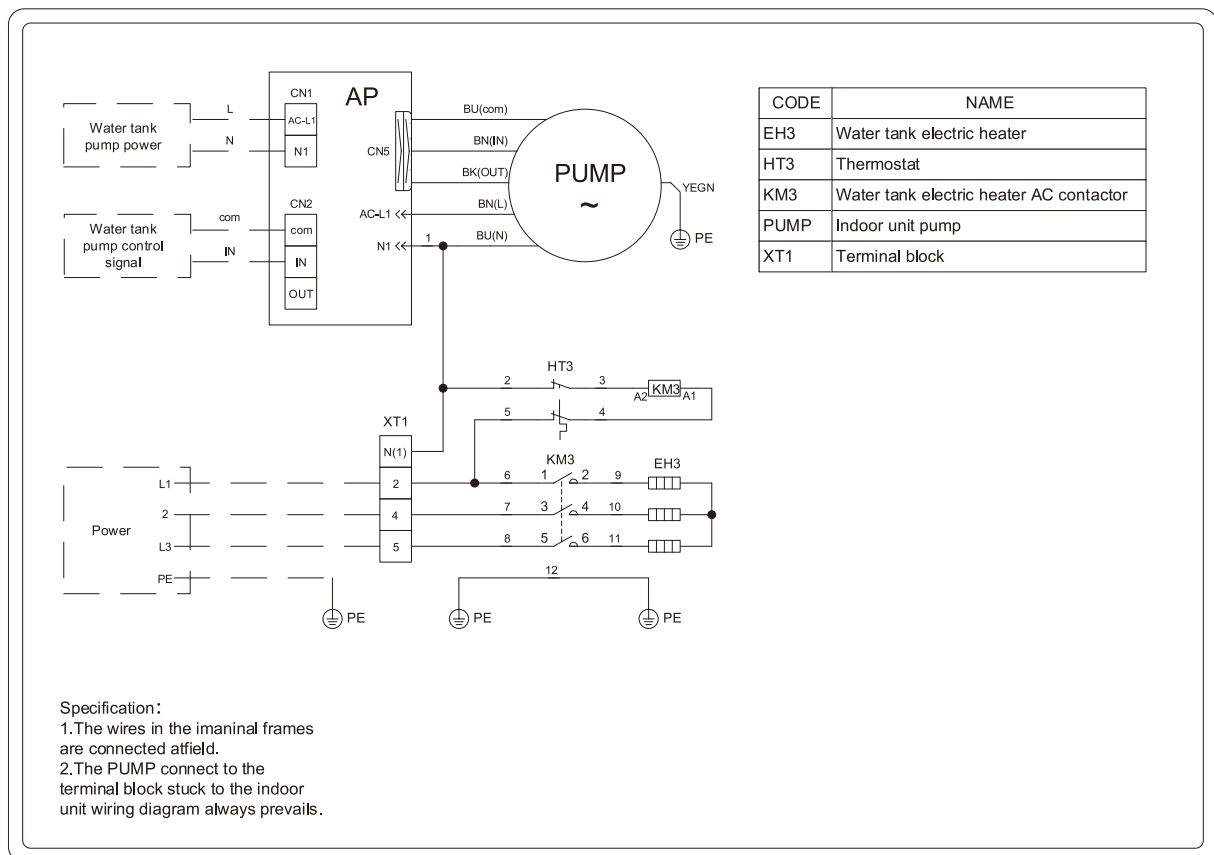 CN1
AP
AC-L1
N1
Water tank
pump power
L
N
CN5
BU(com)
BN(IN)
BK(OUT)
BN(L)
BU(N)
PUMP
~
YEGN
PE
CN2
com
IN
OUT
Water tank
pump control
signal
com
IN
AC-L1
N1
1
CODE NAME
EH3 Water tank electric heater
HT3 Thermostat
KM3 Water tank electric heater AC contactor
PUMP Indoor unit pump
XT1 Terminal block
HT3
2 3 A2 KM3 A1
5 4
XT1
N(1)
2
4
5
KM3 EH3
6 1 2 9
7 3 4 10
8 5 6 11
12
Power
L1
2
L3
PE
PE
PE
PE
Specification:
1.The wires in the imaninal frames
are connected atfield.
2.The PUMP connect to the
terminal block stuck to the indoor
unit wiring diagram always prevails.